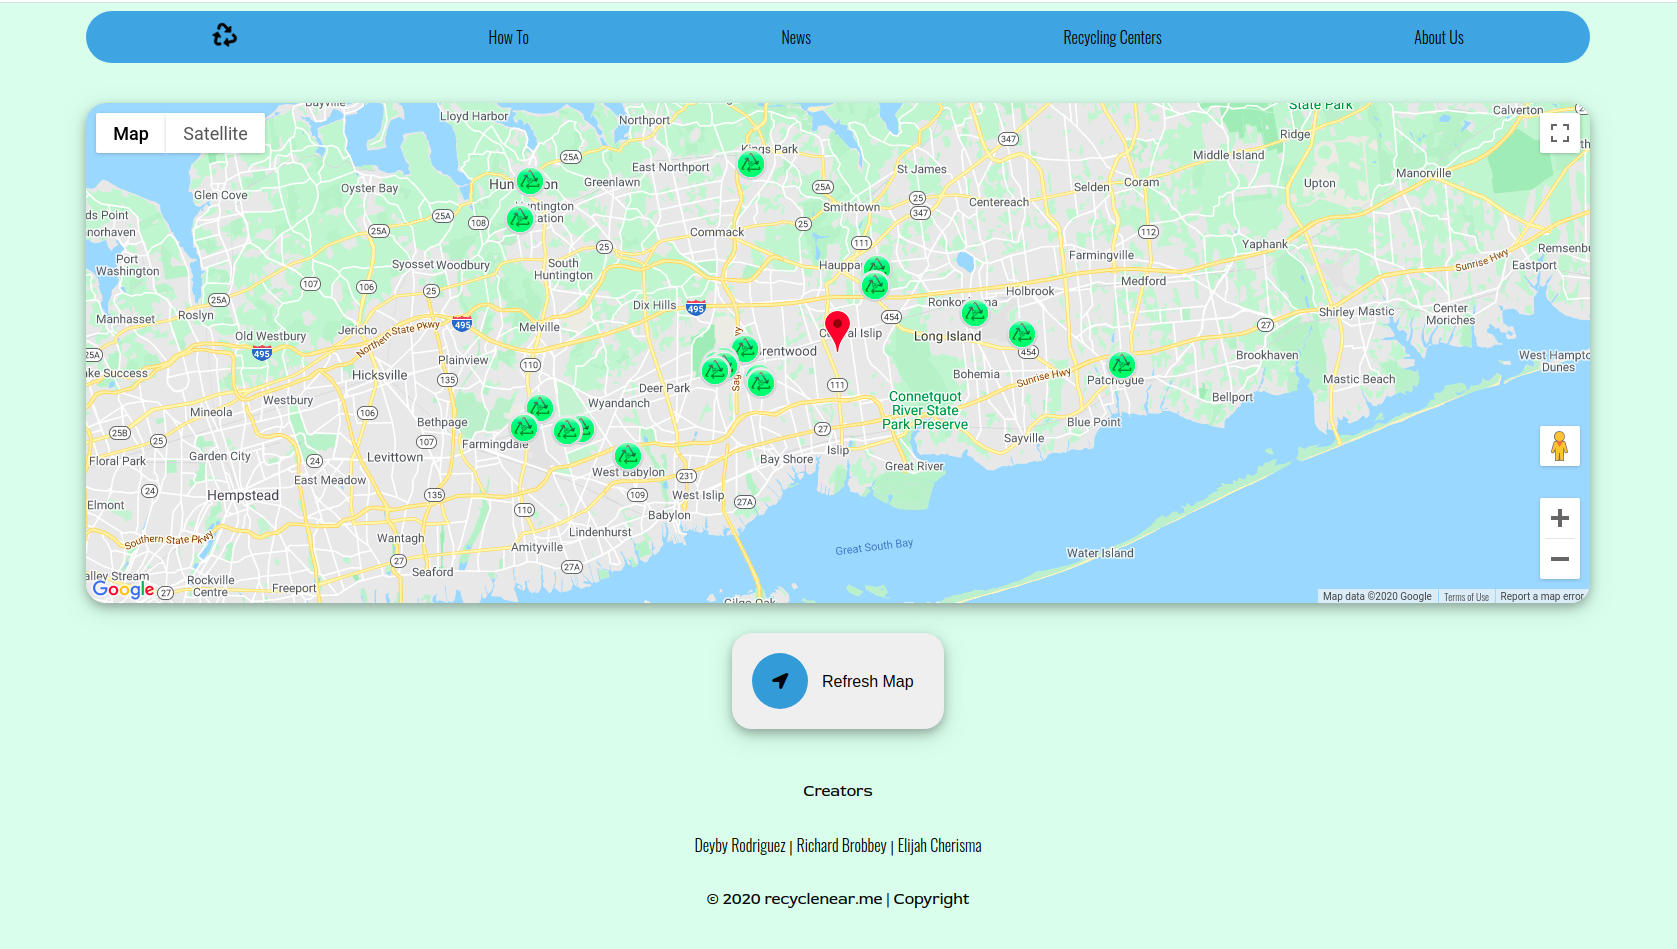 How To
News
Recycling Centers
About Us
Map
Satellite
Bayville
Lloyd Harbor
Northport
State Park
Calverton
Ridge
Kings Park
Middle Island
East Northport
St James
Manorville
Oyster Bay
Greenlawn
Selden
Coram
Upton
Glen Cove
Centereach
Smithtown
Huntington
Station
Commack
Yaphank
Port
Washington
Remsenbu
Eastport
Syosset
Woodbury
South
Huntington
Farmingville
Sunrise Hwy
Medford
Holbrook
Dix Hills
Center
Moriches
Shirley
Mastic
Manhasset
Roslyn
Old Westbury
Jericho
Northern State Pkwy
Melville
Long Island
Brentwood
Brookhaven
West Hampto
Dunes
Plainview
Hicksville
Bohemia
Sunrise Hwy
Patchogue
Mastic Beach
Deer Park
Wyandanch
Connetquot
River State
Park Preserve
Bellport
Westbury
Mineola
Bethpage
Blue Point
Farmingdale
Sayville
Garden City
Floral Park
Levittown
Islip
Bay Shore
Great River
East Meadow
West Babylon
Hempstead
West Islip
Elmont
Babylon
Lindenhurst
Southern State Pkwy
Wantagh
Amityville
Great South Bay
Water Island
Seaford
Rockville
Centre
Freeport
Google
Map data ©2020 Google
Terms of Use
Report a map error
Refresh Map
Creators
Deyby Rodriguez | Richard Brobbey | Elijah Cherisma
© 2020 recyclenear.me | Copyright